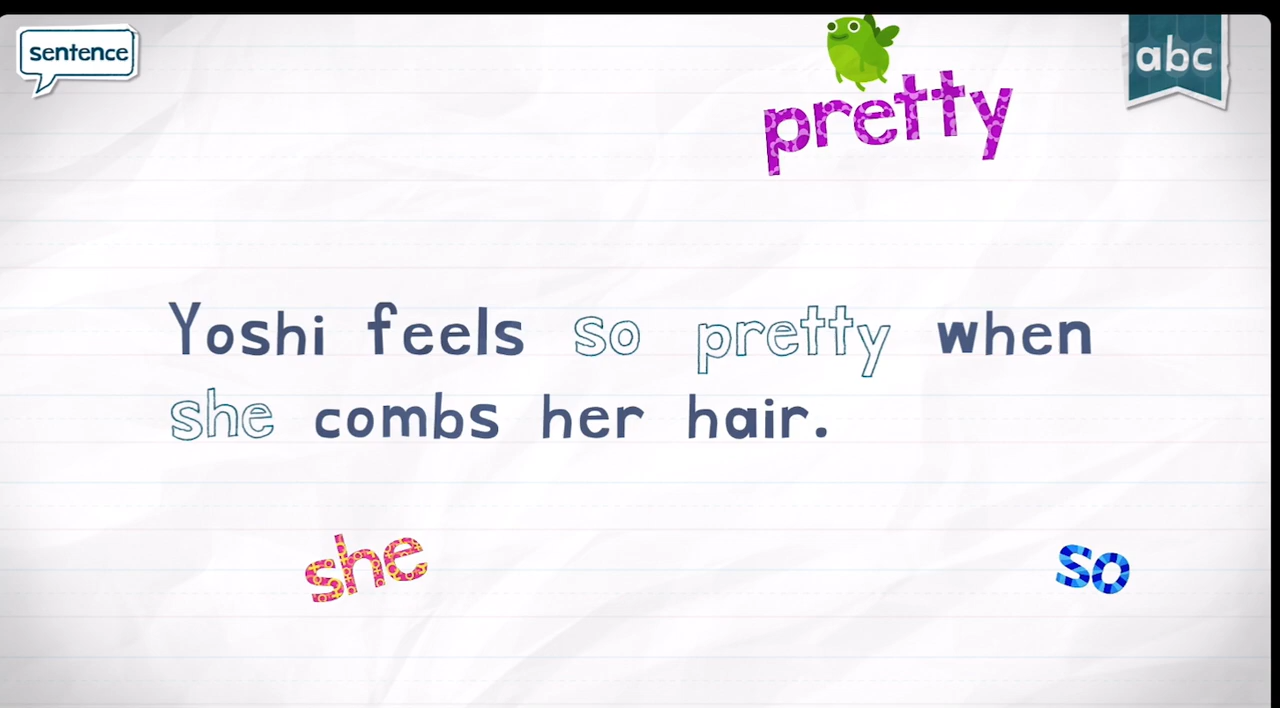 sentence
abc
pretty
Yoshi feels so pretty when
she combs her hair.
she
so